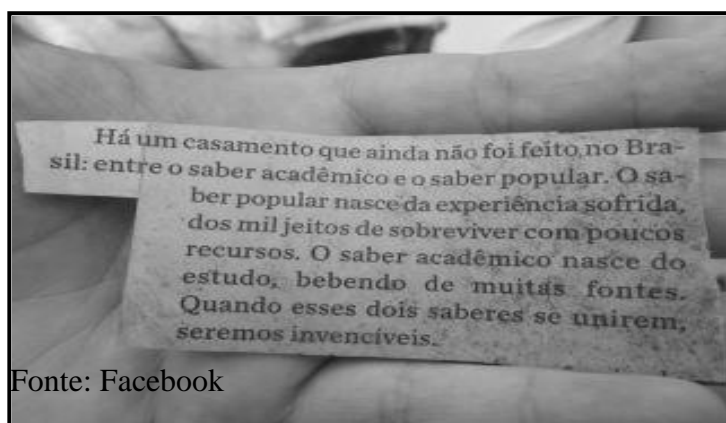 Há um casamento que ainda não foi feito no Bra-
sil: entre o saber acadêmico e o saber popular. O sa-
ber popular nasce da experiência sofrida,
dos mil jeitos de sobreviver com poucos
recursos. O saber acadêmico nasce do
estudo, bebendo de muitas fontes.
Quando esses dois saberes se unirem,
seremos invencíveis.
Fonte: Facebook